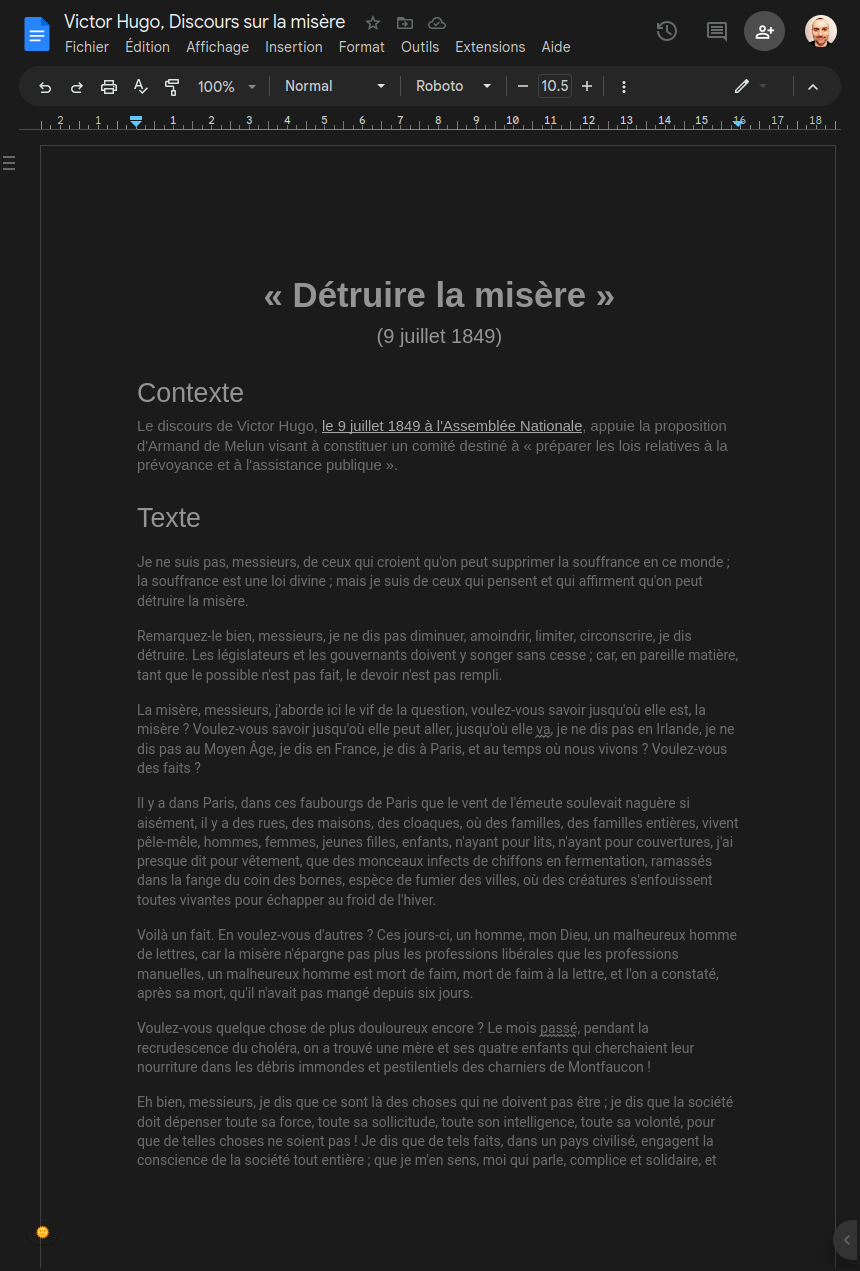 Victor Hugo, Discours sur la misère
Fichier Édition Affichage Insertion Format Outils Extensions Aide
100% Normal Roboto 10.5
2 1 1 2 3 4 5 6 7 8 9 10 11 12 13 14 15 16 17 18
« Détruire la misère »
(9 juillet 1849)
Contexte
Le discours de Victor Hugo, le 9 juillet 1849 à l'Assemblée Nationale, appuie la proposition
d'Armand de Melun visant à constituer un comité destiné à « préparer les lois relatives à la
prévoyance et à l'assistance publique ».
Texte
Je ne suis pas, messieurs, de ceux qui croient qu'on peut supprimer la souffrance en ce monde ;
la souffrance est une loi divine ; mais je suis de ceux qui pensent et qui affirment qu'on peut
détruire la misère.
Remarquez-le bien, messieurs, je ne dis pas diminuer, amoindrir, limiter, circonscrire, je dis
détruire. Les législateurs et les gouvernants doivent y songer sans cesse ; car, en pareille matière,
tant que le possible n'est pas fait, le devoir n'est pas rempli.
La misère, messieurs, j'aborde ici le vif de la question, voulez-vous savoir jusqu'où elle est, la
misère ? Voulez-vous savoir jusqu'où elle peut aller, jusqu'où elle va, je ne dis pas en Irlande, je ne
dis pas au Moyen Âge, je dis en France, je dis à Paris, et au temps où nous vivons ? Voulez-vous
des faits ?
Il y a dans Paris, dans ces faubourgs de Paris que le vent de l'émeute soulevait naguère si
aisément, il y a des rues, des maisons, des cloaques, où des familles, des familles entières, vivent
pêle-mêle, hommes, femmes, jeunes filles, enfants, n'ayant pour lits, n'ayant pour couvertures, j'ai
presque dit pour vêtement, que des monceaux infects de chiffons en fermentation, ramassés
dans la fange du coin des bornes, espèce de fumier des villes, où des créatures s'enfouissent
toutes vivantes pour échapper au froid de l'hiver.
Voilà un fait. En voulez-vous d'autres ? Ces jours-ci, un homme, mon Dieu, un malheureux homme
de lettres, car la misère n'épargne pas plus les professions libérales que les professions
manuelles, un malheureux homme est mort de faim, mort de faim à la lettre, et l'on a constaté,
après sa mort, qu'il n'avait pas mangé depuis six jours.
Voulez-vous quelque chose de plus douloureux encore ? Le mois passé, pendant la
recrudescence du choléra, on a trouvé une mère et ses quatre enfants qui cherchaient leur
nourriture dans les débris immondes et pestilentiels des charniers de Montfaucon !
Eh bien, messieurs, je dis que ce sont là des choses qui ne doivent pas être ; je dis que la société
doit dépenser toute sa force, toute sa sollicitude, toute son intelligence, toute sa volonté, pour
que de telles choses ne soient pas ! Je dis que de tels faits, dans un pays civilisé, engagent la
conscience de la société tout entière ; que je m'en sens, moi qui parle, complice et solidaire, et